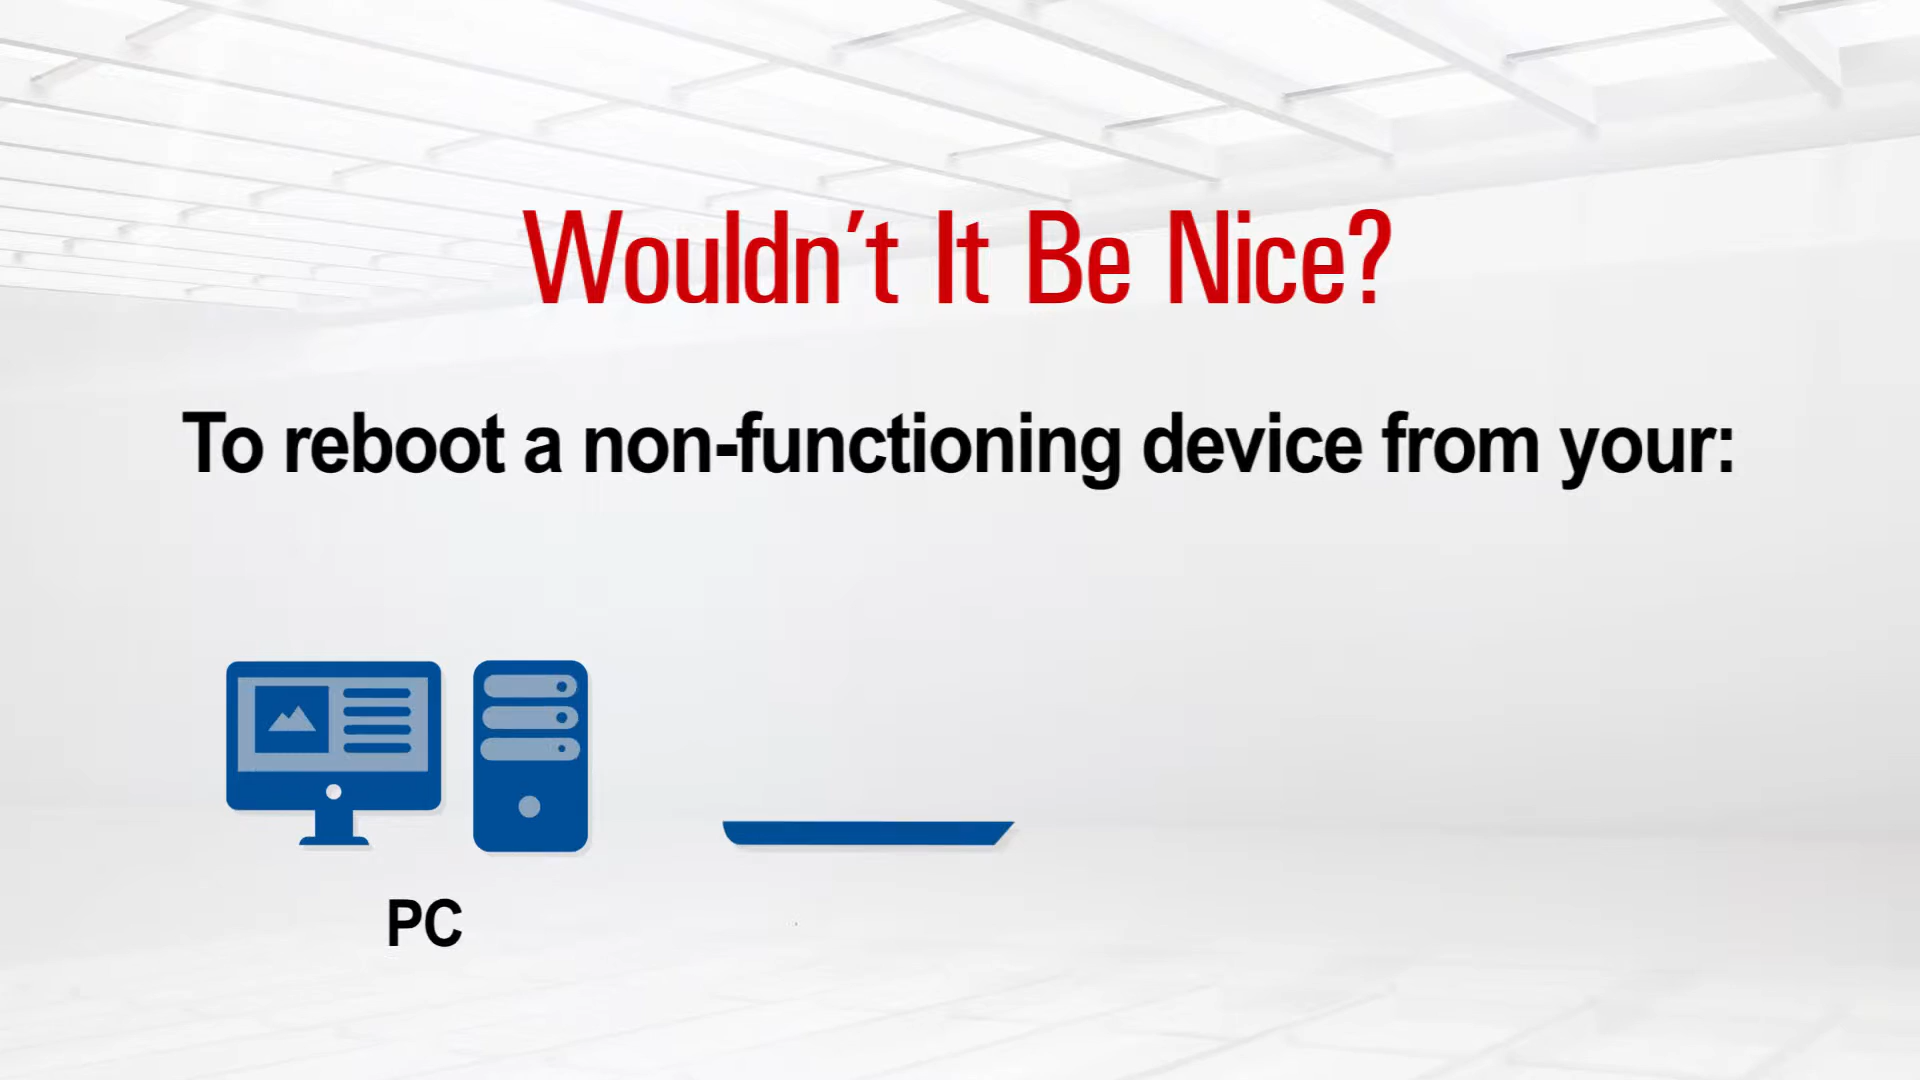 Wouldn't It Be Nice?
To reboot a non-functioning device from your:
PC